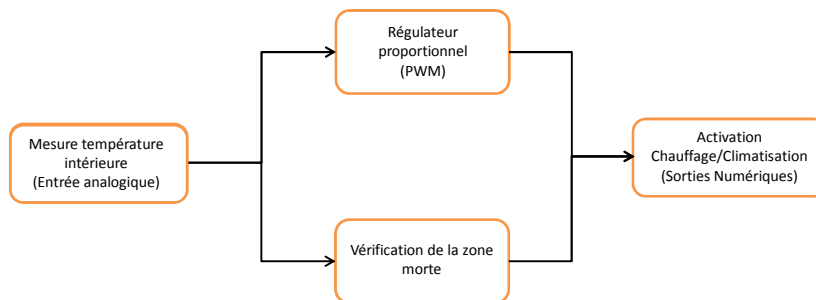 Régulateur
proportionnel
(PWM)
Mesure température
intérieure
(Entrée analogique)
Activation
Chauffage/Climatisation
(Sorties Numériques)
Vérification de la zone
morte